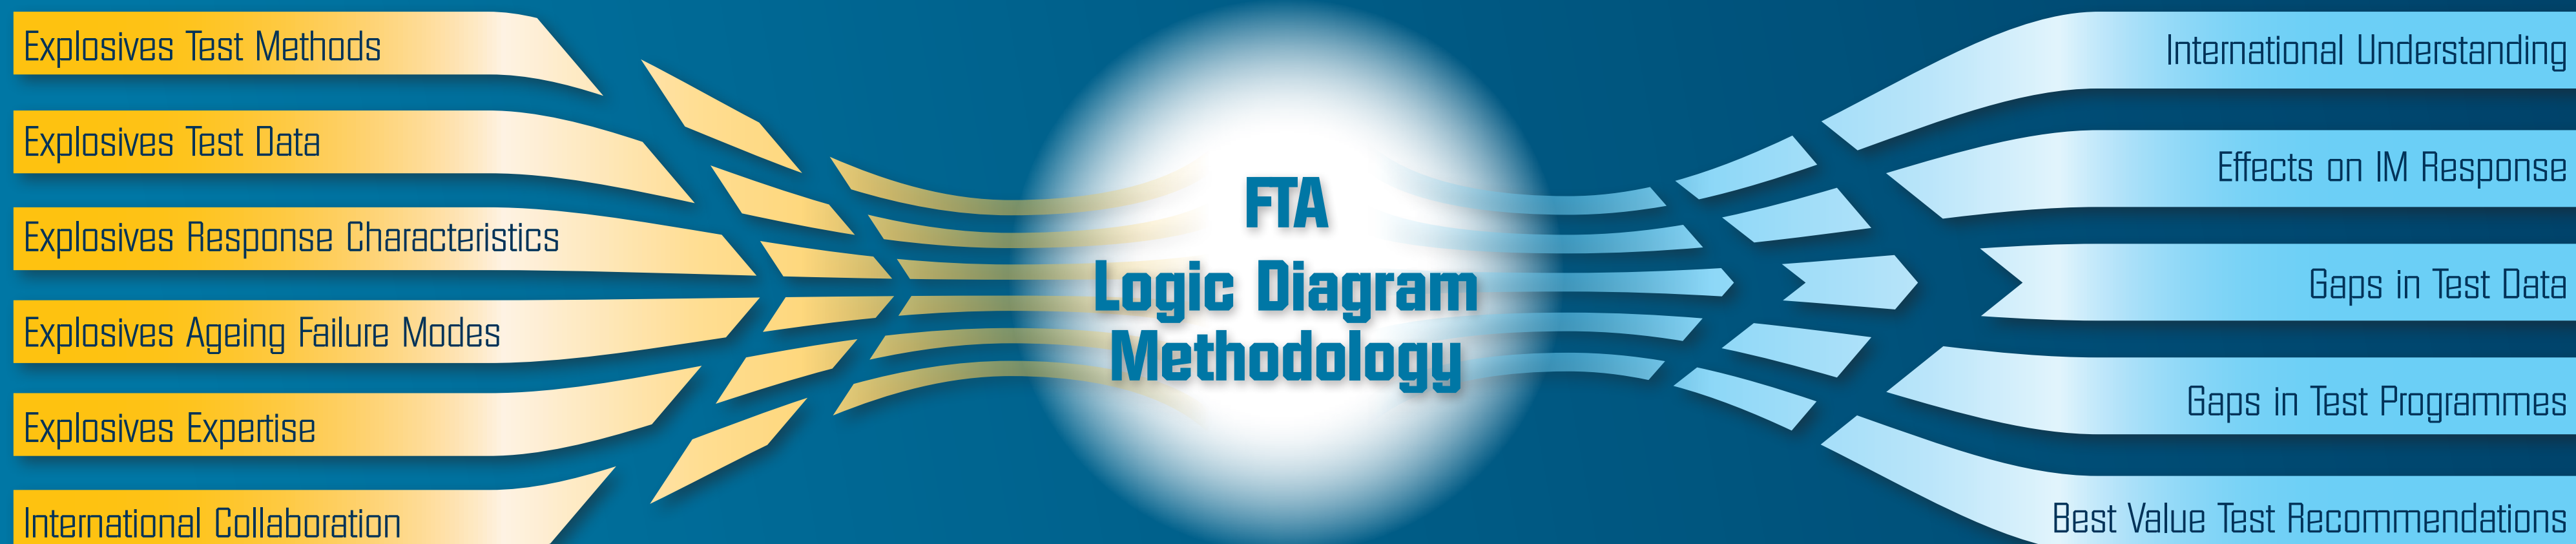 Explosives Test Methods
Explosives Test Data
Explosives Response Characteristics
Explosives Ageing Failure Modes
Explosives Expertise
International Collaboration
FTA
Logic Diagram
Methodology
International Understanding
Effects on IM Response
Gaps in Test Data
Gaps in Test Programmes
Best Value Test Recommendations